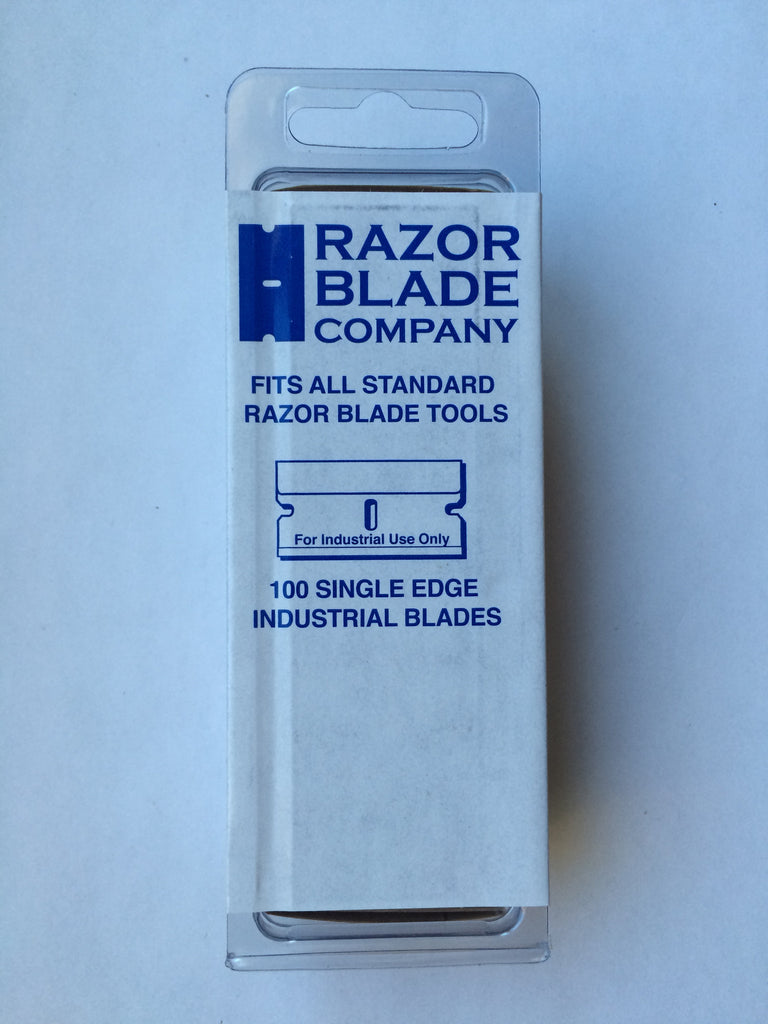 RAZOR
BLADE
COMPANY
FITS ALL STANDARD
RAZOR BLADE TOOLS
For Industrial Use Only
100 SINGLE EDGE
INDUSTRIAL BLADES